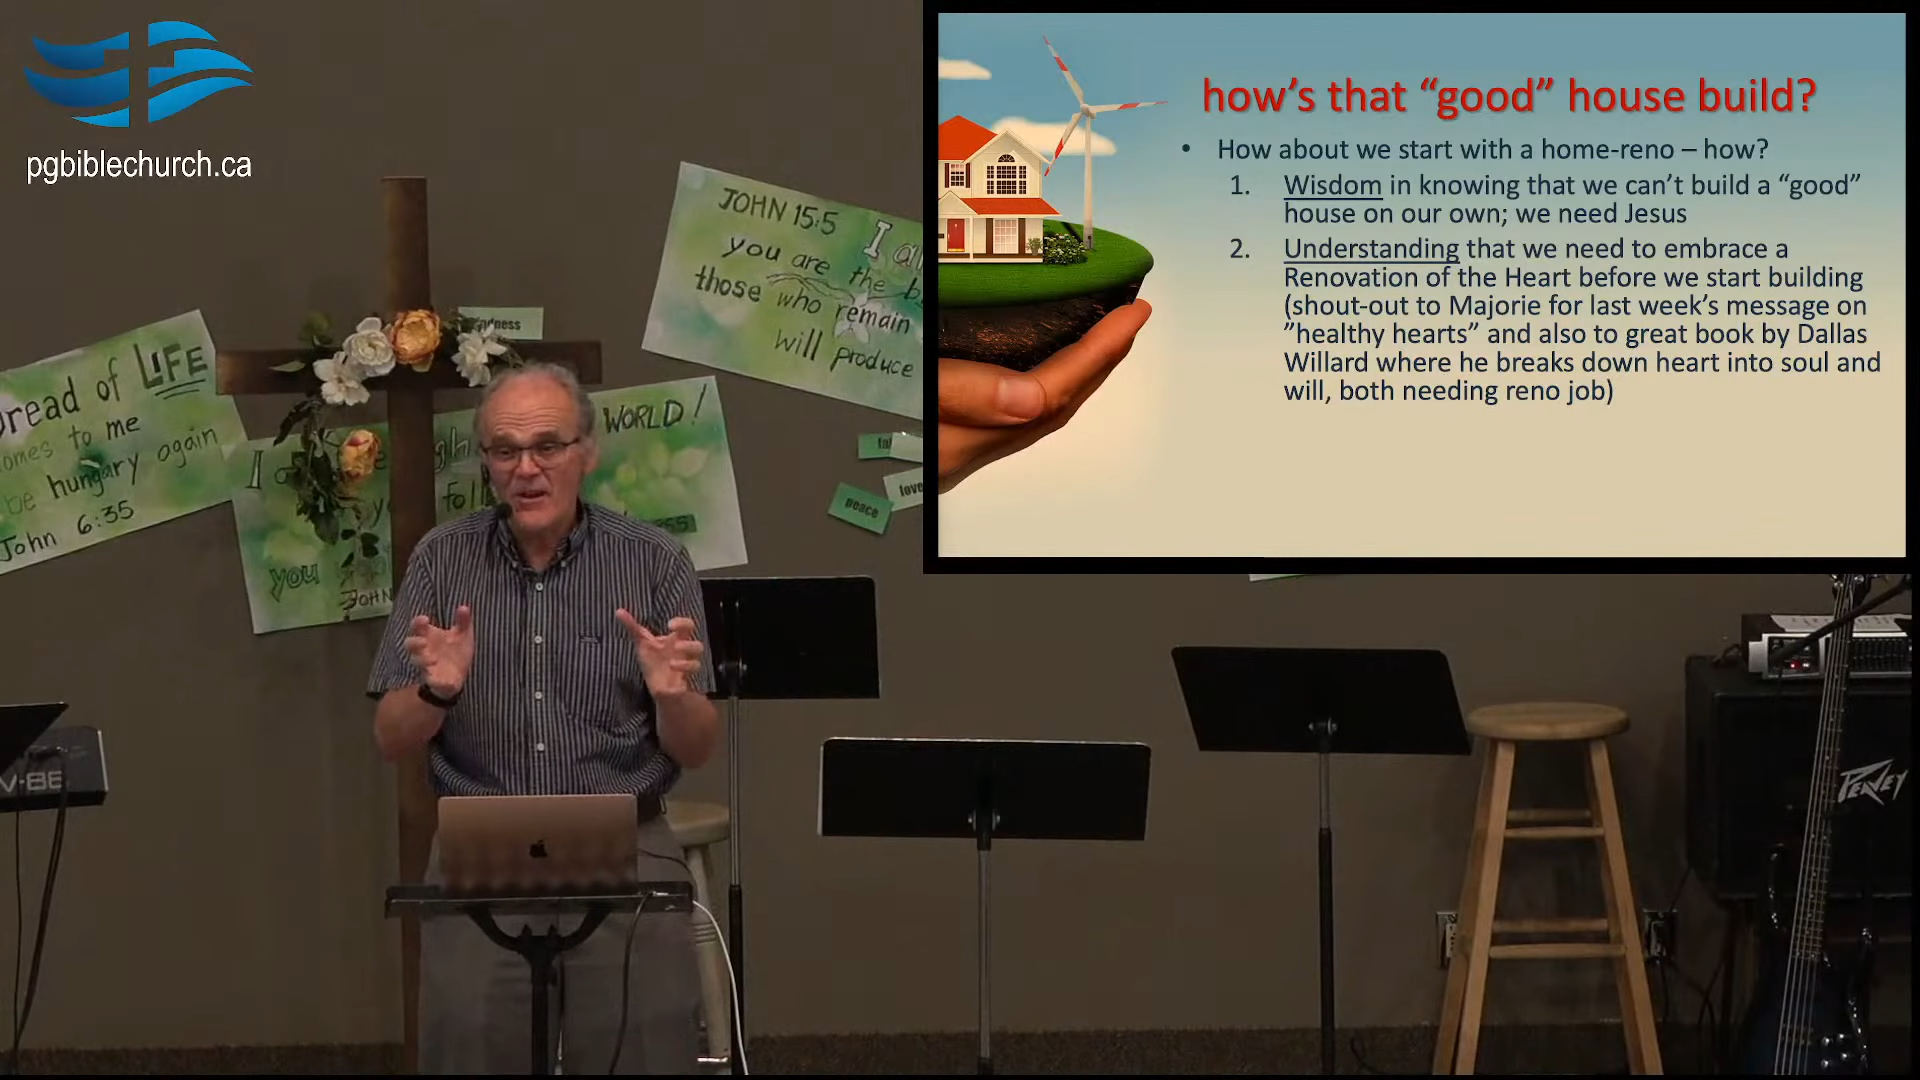 pgbiblechurch.ca
how's that “good” house build?
• How about we start with a home-reno – how?
1. Wisdom in knowing that we can't build a “good”
house on our own; we need Jesus
2. Understanding that we need to embrace a
Renovation of the Heart before we start building
(shout-out to Majorie for last week's message on
”healthy hearts” and also to great book by Dallas
Willard where he breaks down heart into soul and
will, both needing reno job)
JOHN 15:5
I a
you are the b
those who remain
will produce
of LIFE
to me
be hungary again
John 6:35
WORLD!
I
you
JOHN
peace
love
V-8E
PEAVEY